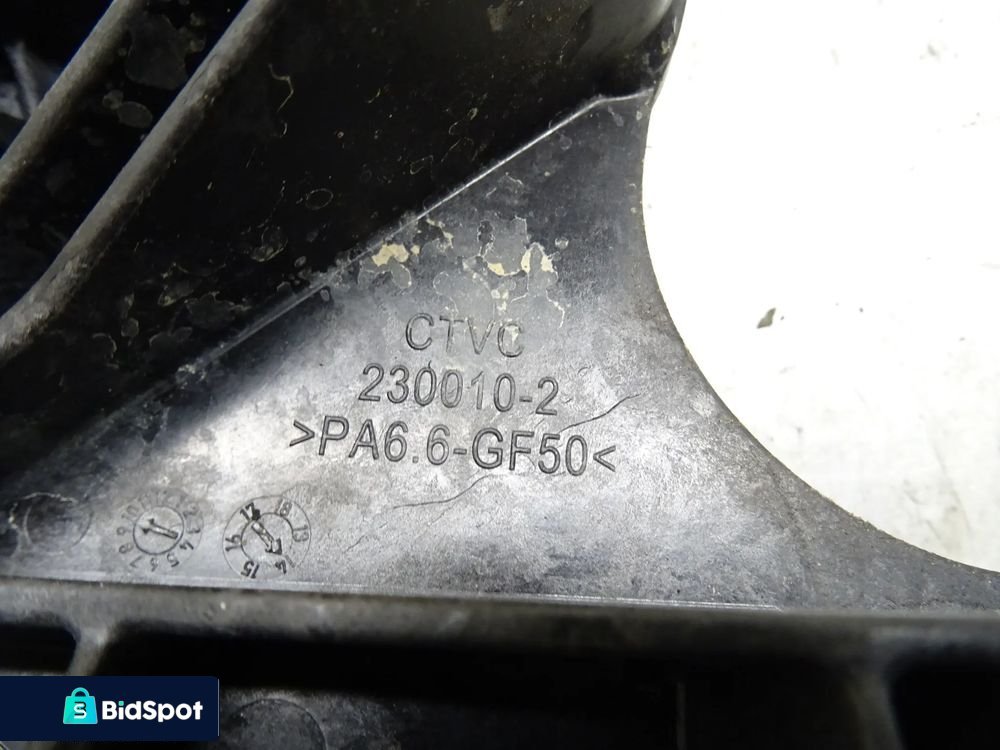 CTVC
230010-2
>PA6.6-GF50<
BidSpot